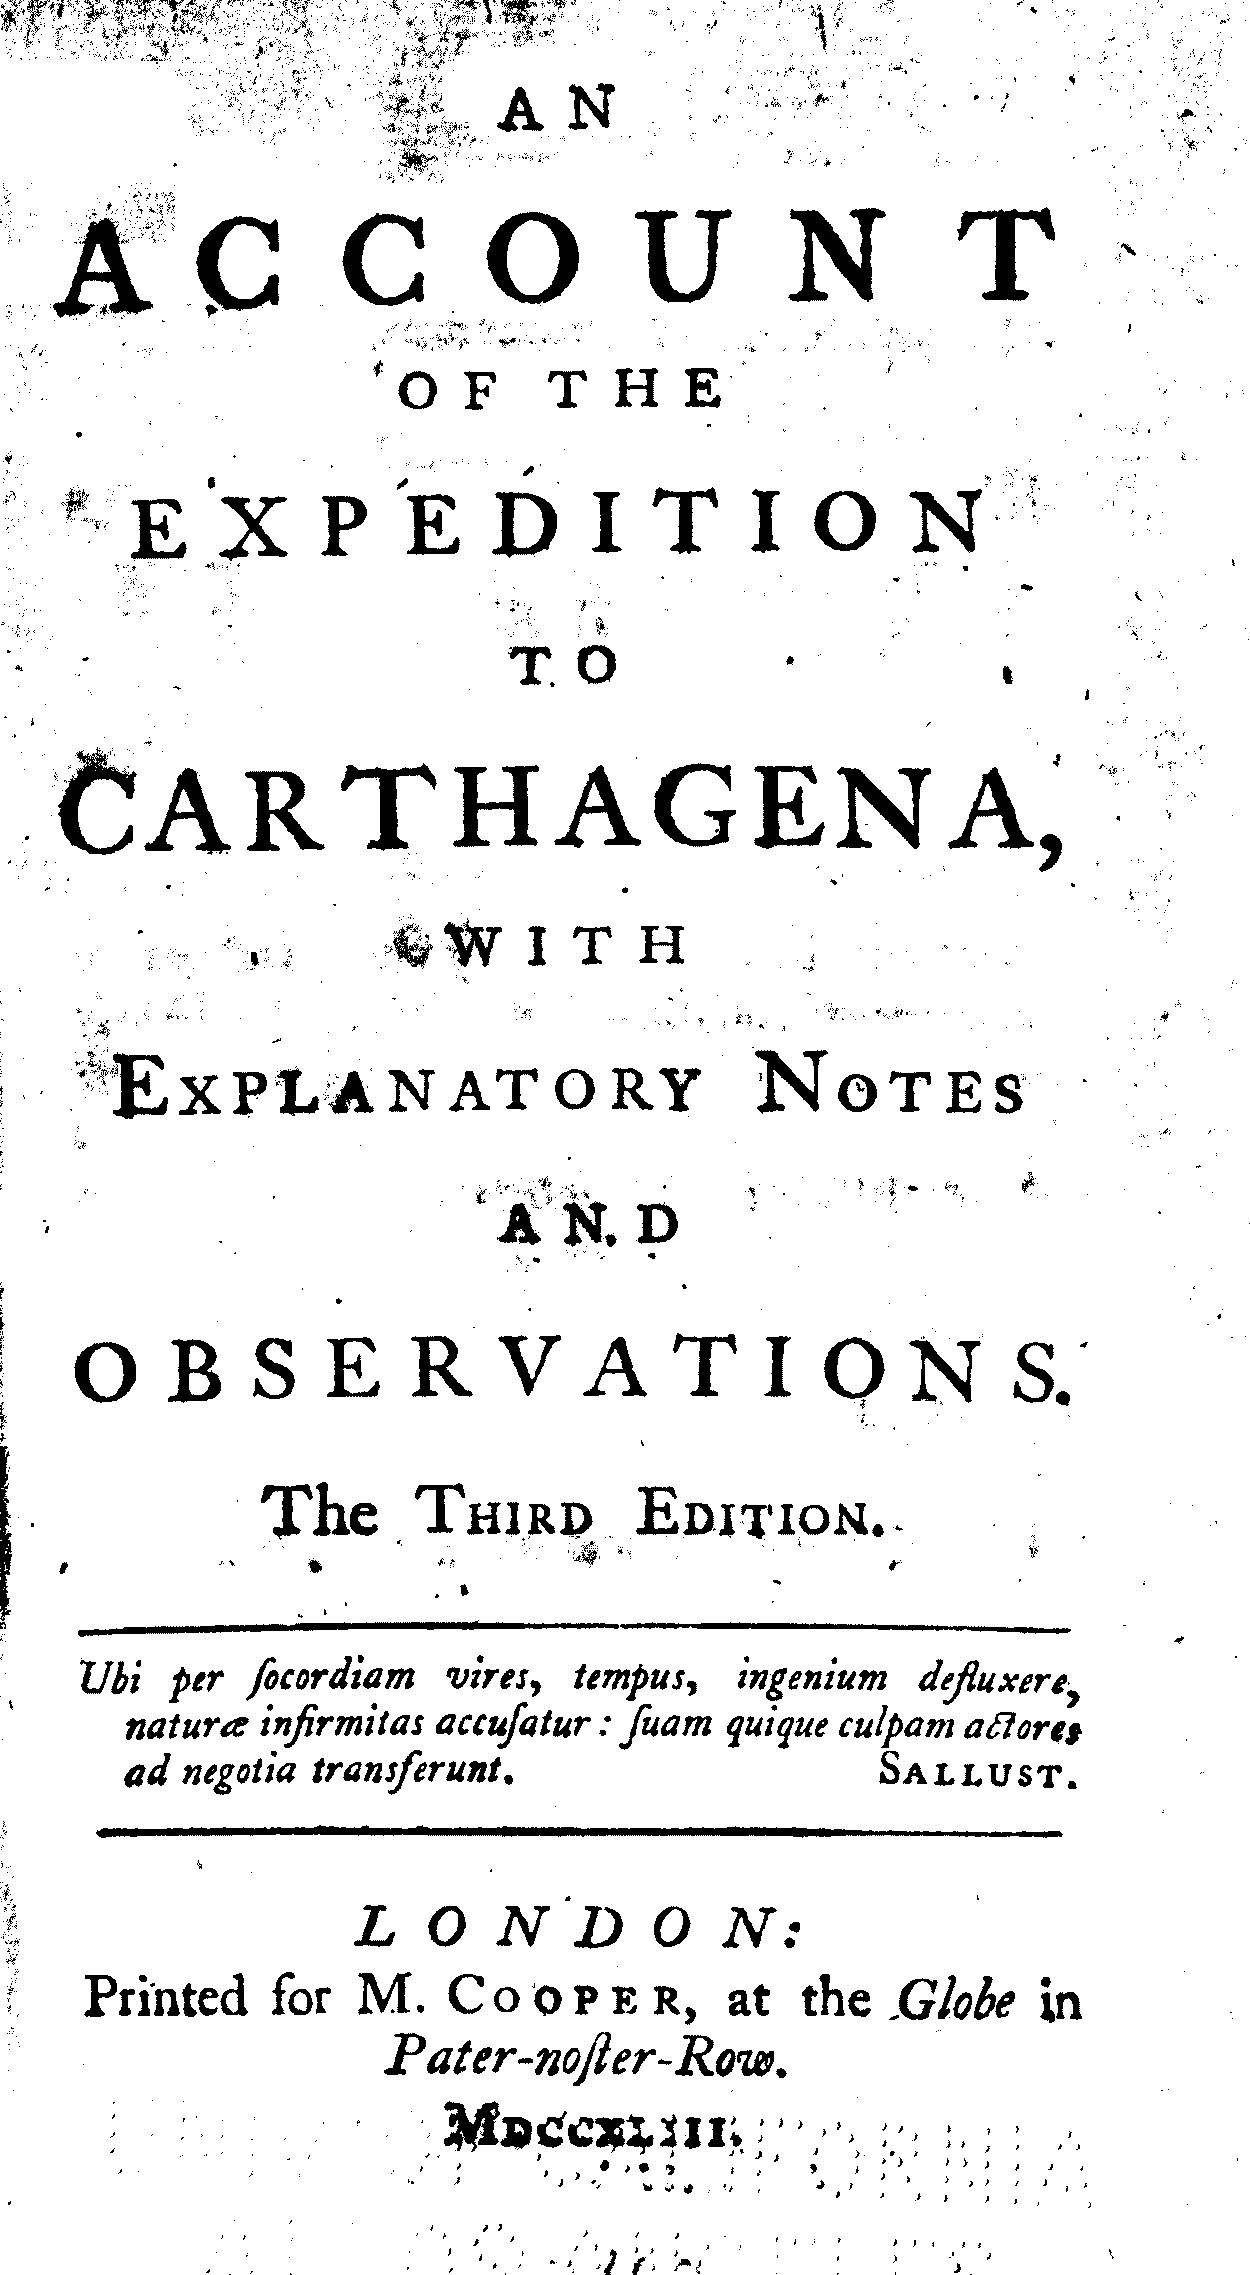 AN
ACCOUNT
OF THE
EXPEDITION
TO
CARTHAGENA,
WITH
EXPLANATORY NOTES
AND
OBSERVATIONS.
The THIRD EDITION.
Ubi per ſocordiam vires, tempus, ingenium defluxere,
naturæ infirmitas accuſatur: ſuam quique culpam actores
ad negotia transferunt. SALLUST.
LONDON:
Printed for M. COOPER, at the Globe in
Pater-noſter-Row.
MDCCXLIII.